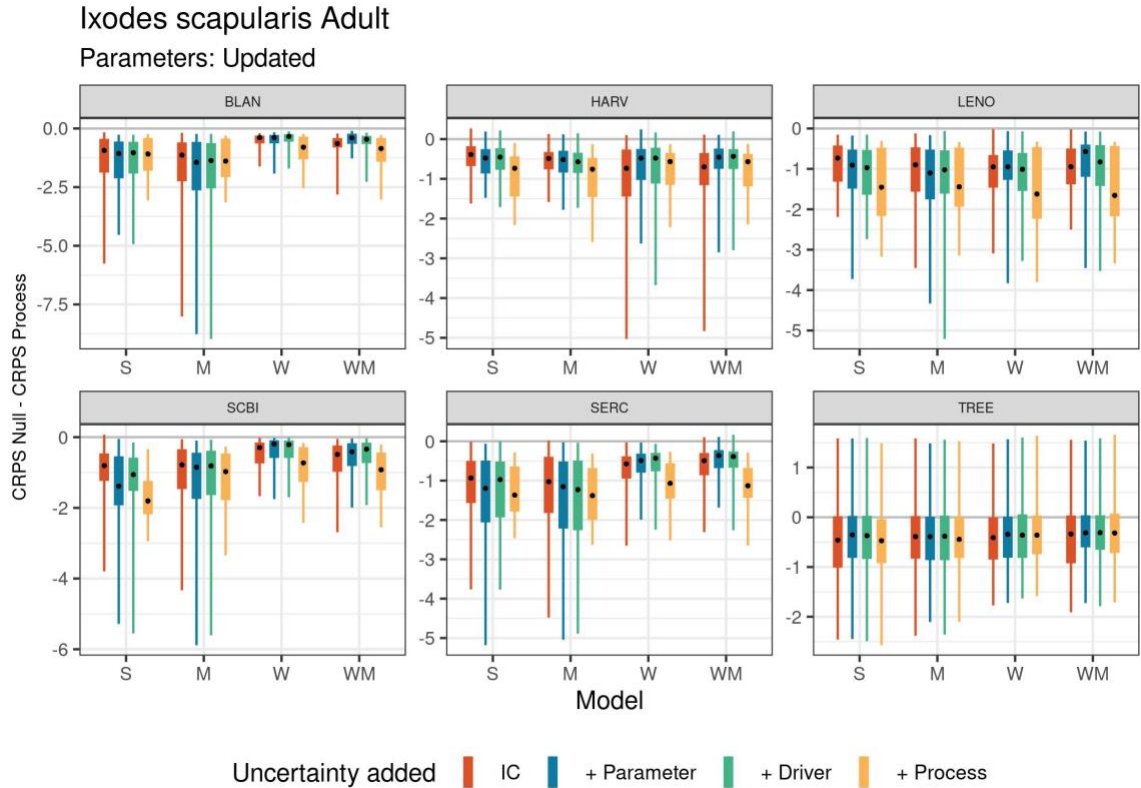 Ixodes scapularis Adult
Parameters: Updated
BLAN
HARV
LENO
0.0
-2.5
-5.0
-7.5
0
-1
-2
-3
-4
-5
0
-1
-2
-3
-4
-5
S M W WM
S M W WM
S M W WM
SCBI
SERC
TREE
0
-2
-4
-6
0
-1
-2
-3
-4
-5
1
0
-1
-2
S M W WM
S M W WM
S M W WM
CRPS Null - CRPS Process
Model
Uncertainty added IC + Parameter + Driver + Process